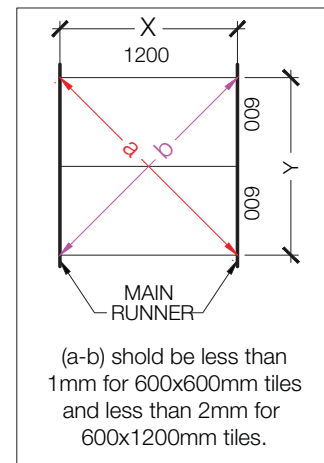 X
1200
a
b
600
Y
600
MAIN
RUNNER
(a-b) shold be less than
1mm for 600x600mm tiles
and less than 2mm for
600x1200mm tiles.